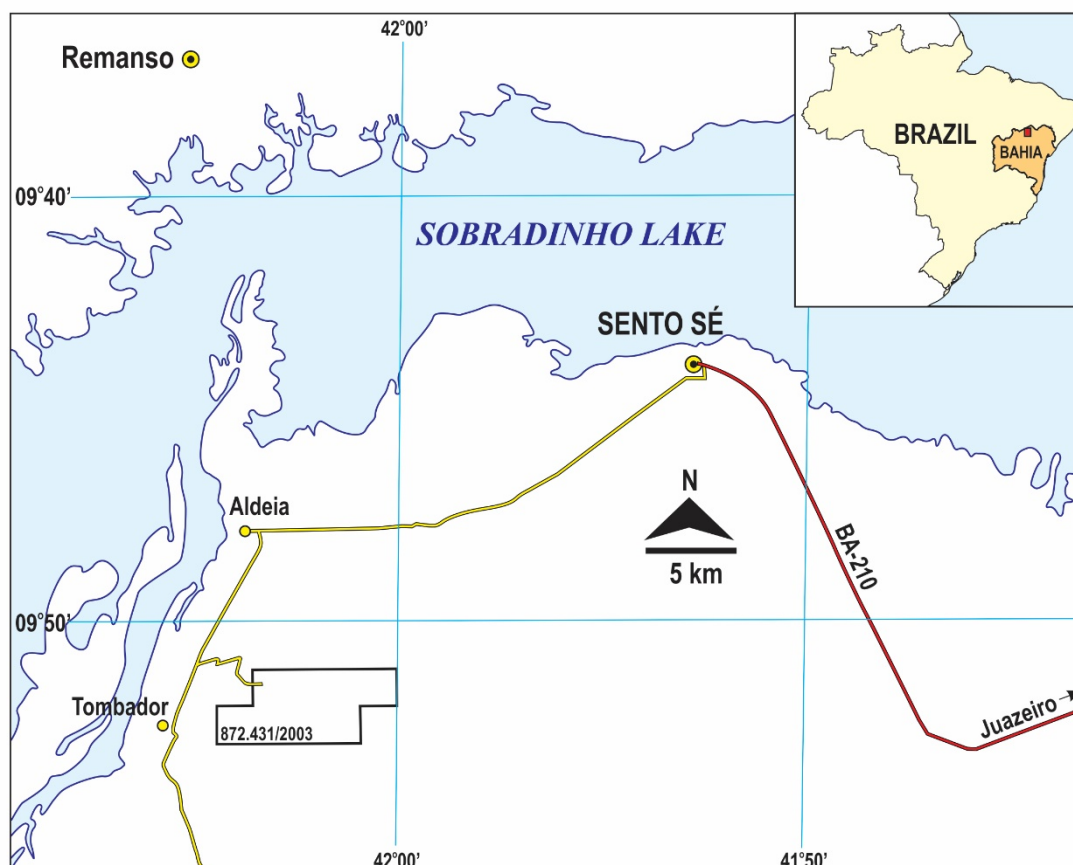 42°00’
Remanso
BRAZIL
BAHIA
09°40’
SOBRADINHO LAKE
SENTO SÉ
Aldeia
N
5 km
BA-210
09°50’
Tombador
872.431/2003
Juazeiro
42°00’
41°50’